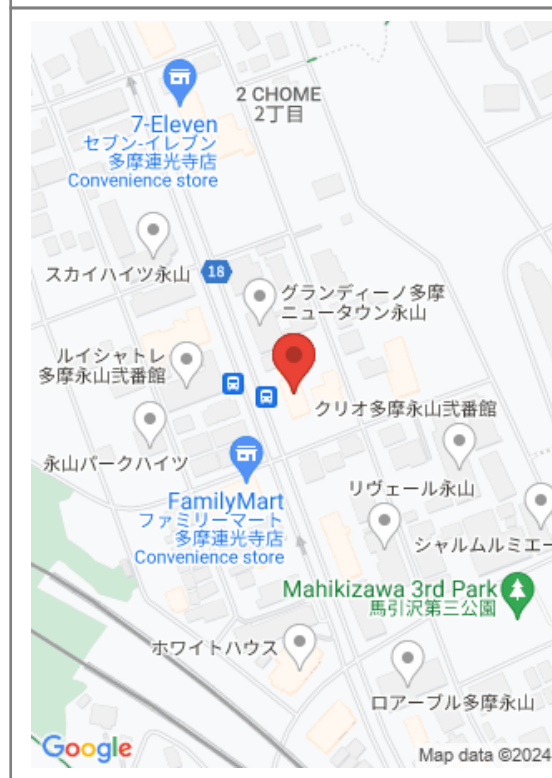 2 CHOME
2丁目
7-Eleven
セブン-イレブン
多摩連光寺店
Convenience store
スカイハイツ永山
18
グランディーノ多摩
ニュータウン永山
ルイシャトレ
多摩永山弐番館
クリオ多摩永山弐番館
永山パークハイツ
リヴェール永山
FamilyMart
ファミリーマート
多摩連光寺店
Convenience store
シャルムルミエー
Mahikizawa 3rd Park
馬引沢第三公園
ホワイトハウス
ロアーブル多摩永山
Google
Map data ©2024